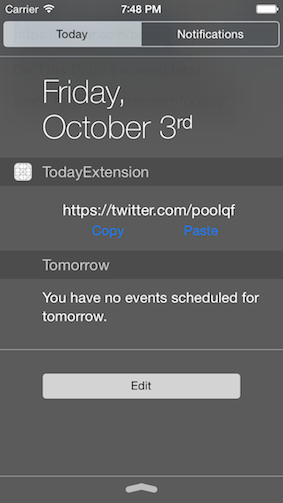 Carrier 7:48 PM
Today Notifications
Friday,
October 3rd
TodayExtension
https://twitter.com/poolqf
Copy Paste
Tomorrow
You have no events scheduled for
tomorrow.
Edit